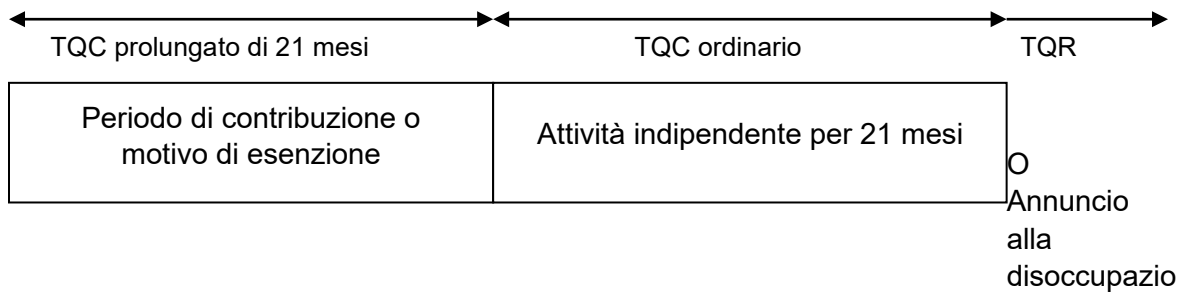 TQC prolungato di 21 mesi
TQC ordinario
TQR
Periodo di contribuzione o
motivo di esenzione
Attività indipendente per 21 mesi
O
Annuncio
alla
disoccupazio